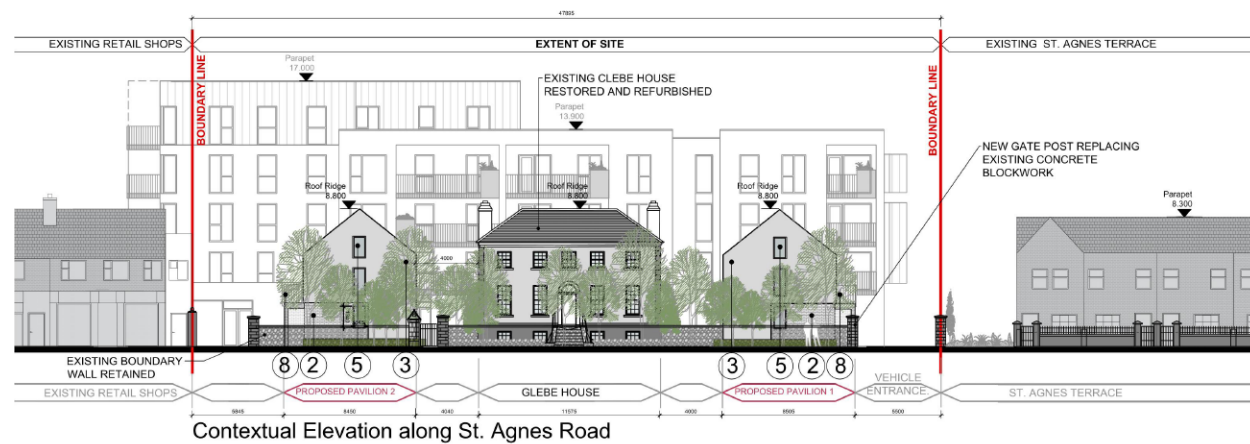 47895
EXISTING RETAIL SHOPS
EXTENT OF SITE
EXISTING ST. AGNES TERRACE
Parapet
17.000
BOUNDARY LINE
EXISTING CLEBE HOUSE
RESTORED AND REFURBISHED
Parapet
13.900
BOUNDARY LINE
NEW GATE POST REPLACING
EXISTING CONCRETE
BLOCKWORK
Roof Ridge
8.800
Roof Ridge
8.800
Roof Ridge
8.800
Parapet
8.300
4000
EXISTING BOUNDARY
WALL RETAINED
8 2 5 3 3 5 2 8
EXISTING RETAIL SHOPS
PROPOSED PAVILION 2
GLEBE HOUSE
PROPOSED PAVILION 1
VEHICLE
ENTRANCE.
ST. AGNES TERRACE
8450
4040
11575
4000
5500
Contextual Elevation along St. Agnes Road